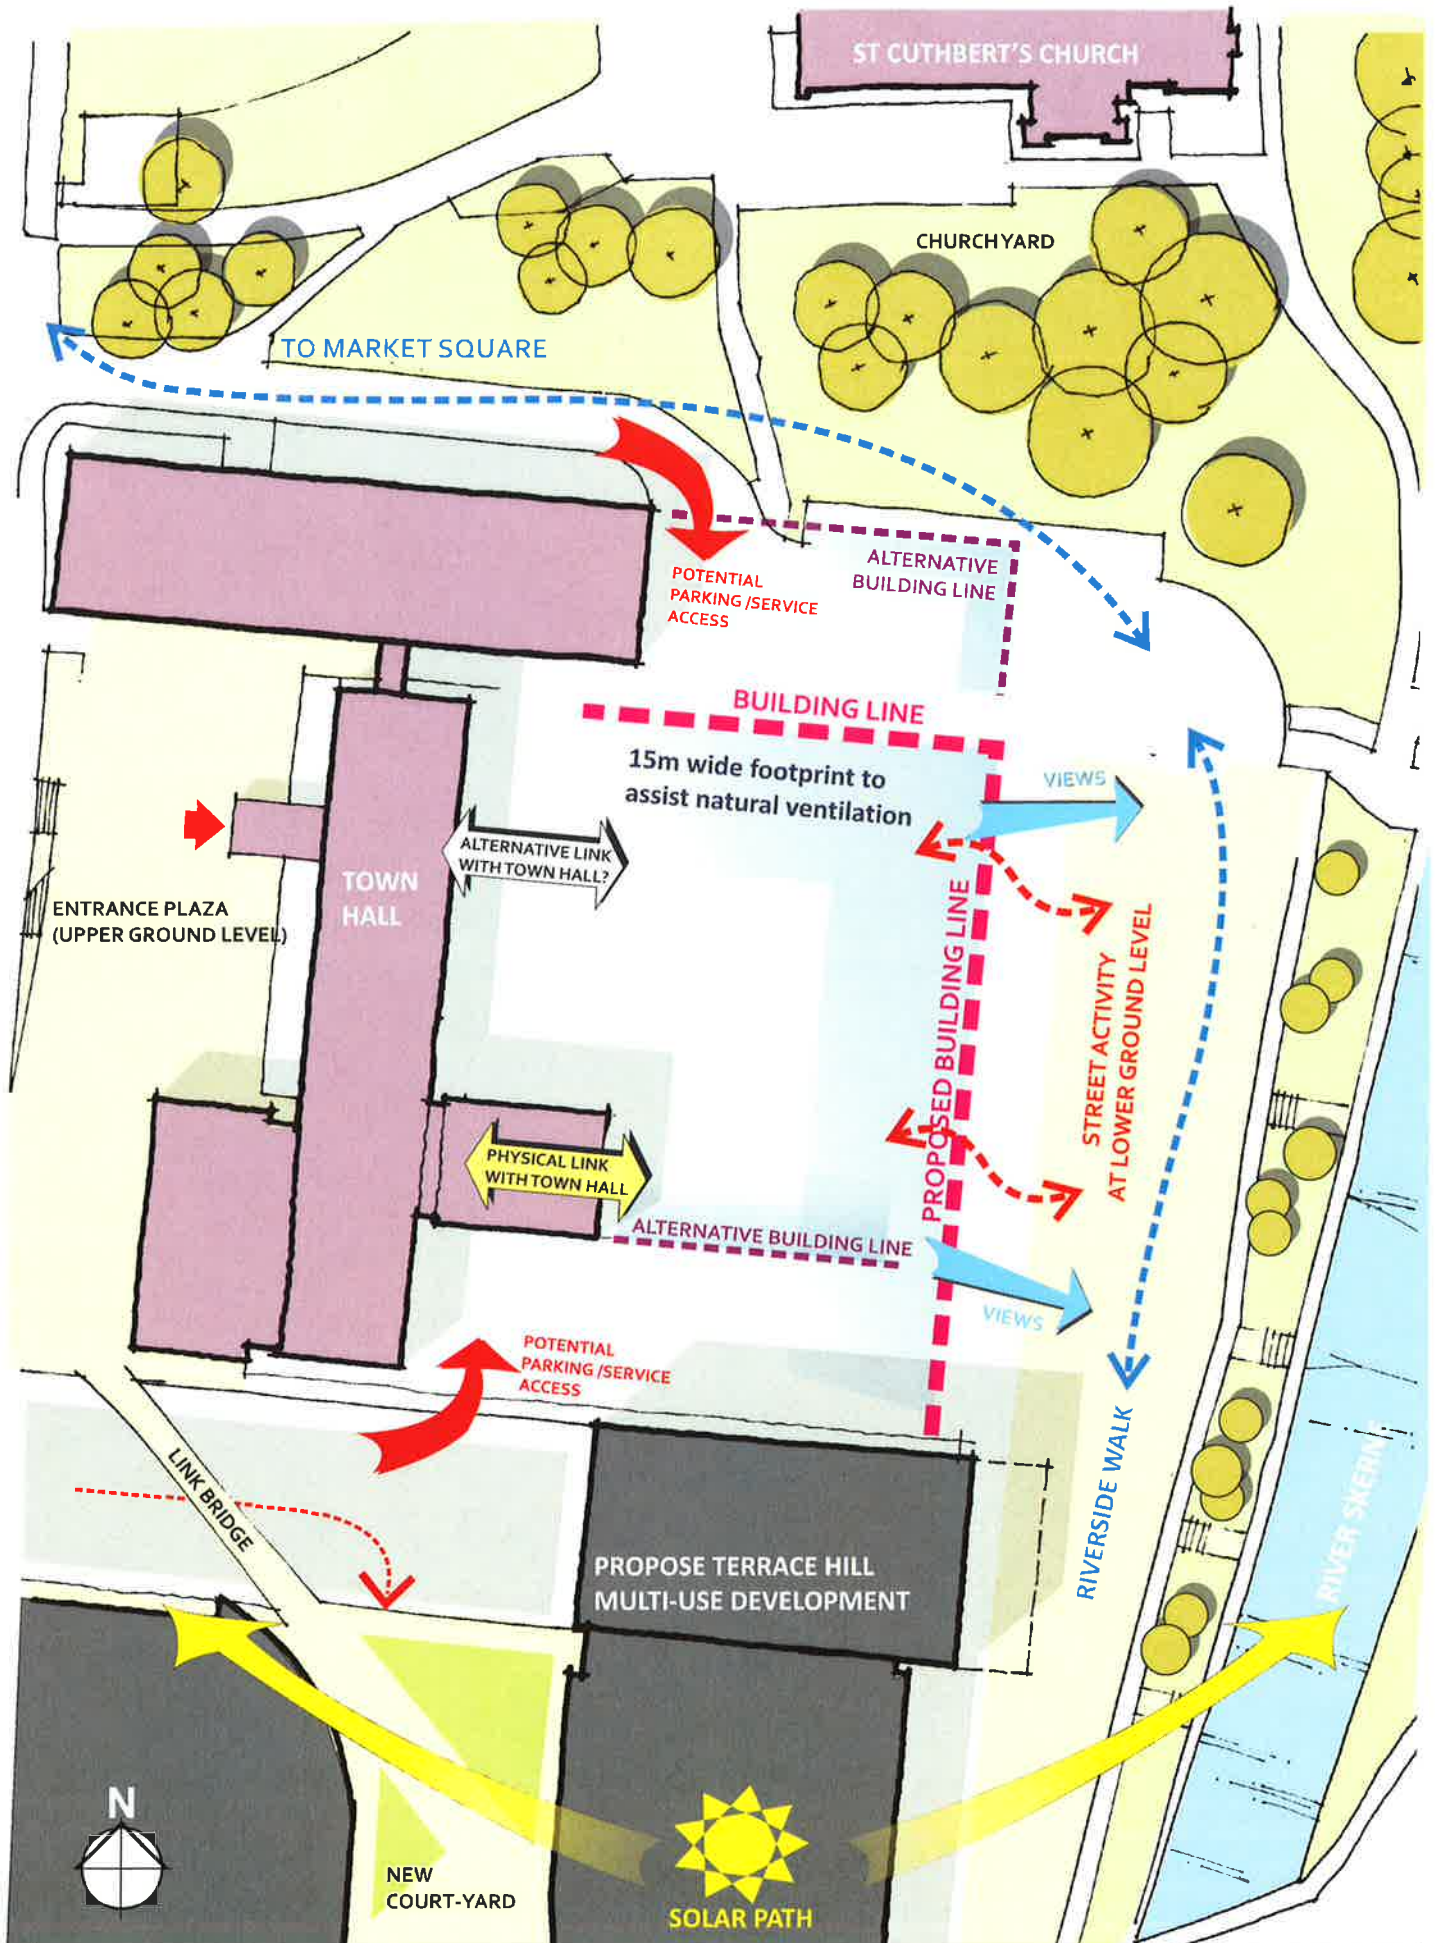 ST CUTHBERT'S CHURCH
CHURCHYARD
TO MARKET SQUARE
ALTERNATIVE
BUILDING LINE
POTENTIAL
PARKING /SERVICE
ACCESS
BUILDING LINE
15m wide footprint to
assist natural ventilation
VIEWS
ALTERNATIVE LINK
WITH TOWN HALL?
TOWN
HALL
ENTRANCE PLAZA
(UPPER GROUND LEVEL)
PROPOSED BUILDING LINE
STREET ACTIVITY
AT LOWER GROUND LEVEL
PHYSICAL LINK
WITH TOWN HALL
ALTERNATIVE BUILDING LINE
VIEWS
POTENTIAL
PARKING /SERVICE
ACCESS
LINK BRIDGE
RIVERSIDE WALK
RIVER SKERNE
PROPOSE TERRACE HILL
MULTI-USE DEVELOPMENT
N
NEW
COURT-YARD
SOLAR PATH